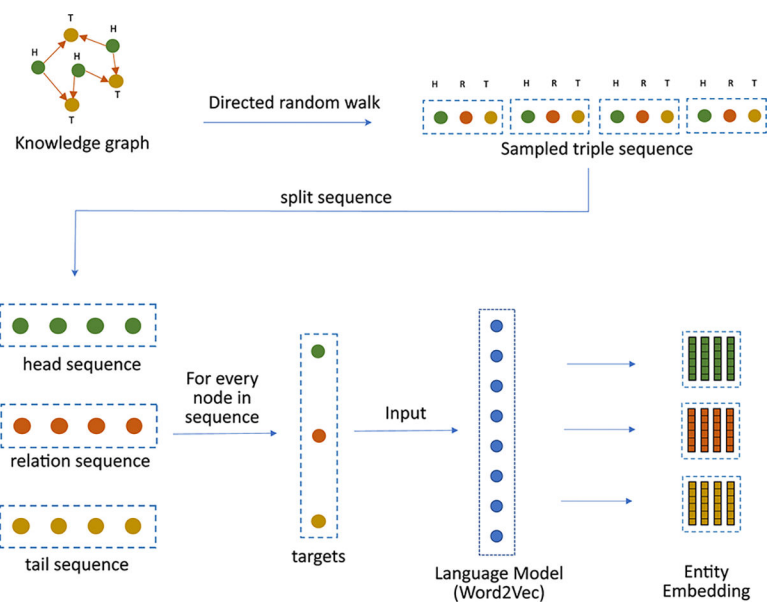 T
H
H
H
T
T
Knowledge graph
Directed random walk
H R T H R T H R T H R T
Sampled triple sequence
split sequence
head sequence
relation sequence
tail sequence
For every
node in
sequence
targets
Input
Language Model
(Word2Vec)
Entity
Embedding